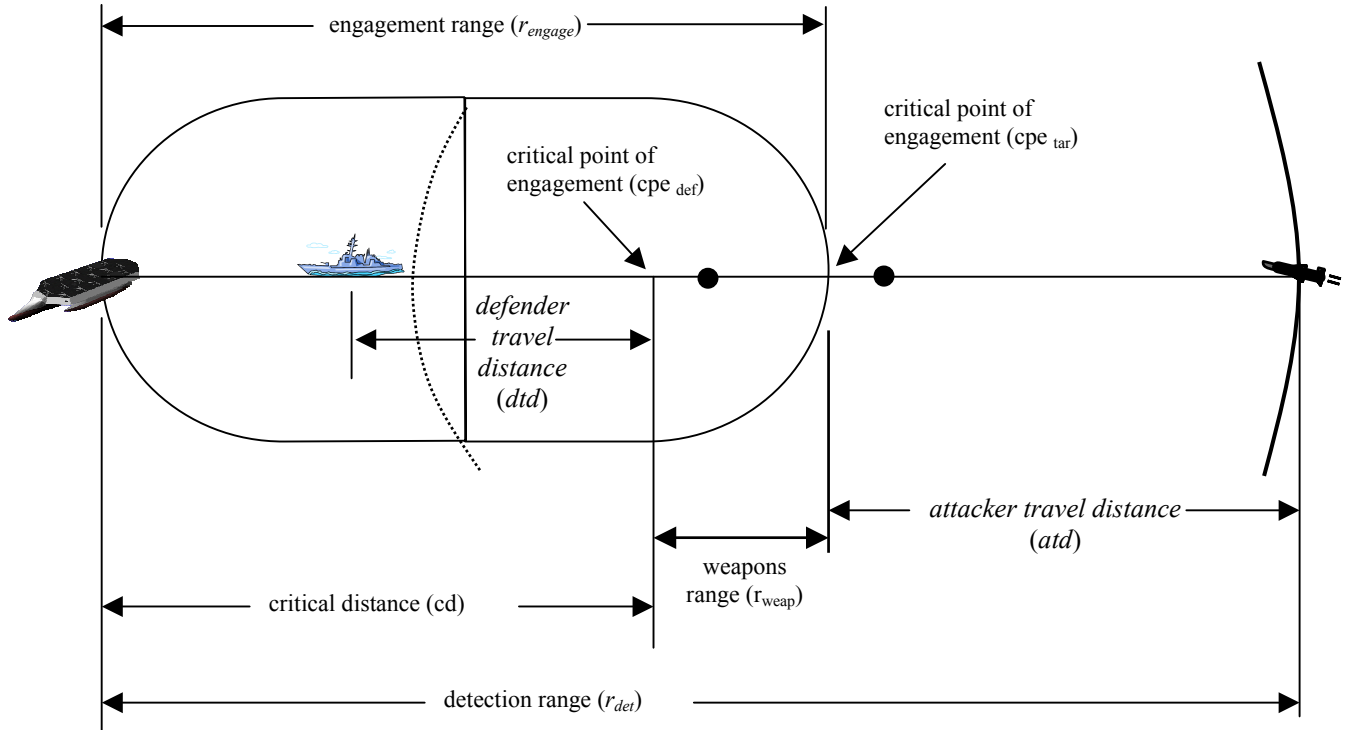 engagement range (r_engage)
critical point of
engagement (cpe tar)
critical point of
engagement (cpe def)
defender
travel
distance
(dtd)
attacker travel distance
(atd)
weapons
range (r_weap)
critical distance (cd)
detection range (r_det)